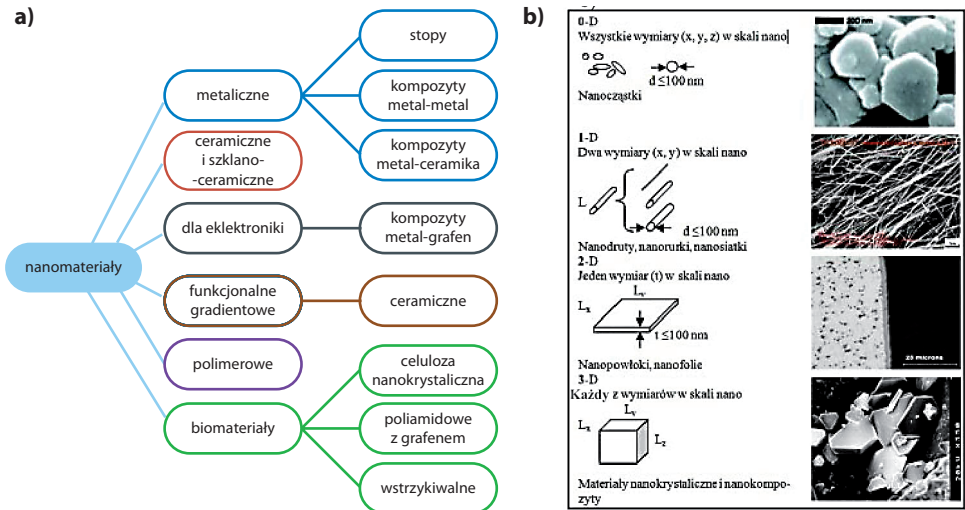 a)
nanomateriały
metaliczne
stopy
kompozyty
metal-metal
kompozyty
metal-ceramika
ceramiczne
i szklano-
-ceramiczne
dla eklektroniki
kompozyty
metal-grafen
funkcjonalne
gradientowe
ceramiczne
polimerowe
biomateriały
celuloza
nanokrystaliczna
poliamidowe
z grafenem
wstrzykiwalne
b)
0-D
Wszystkie wymiary (x, y, z) w skali nano
d ≤100 nm
Nanocząstki
200 nm
1-D
Dwa wymiary (x, y) w skali nano
L
d ≤100 nm
Nanodruty, nanorurki, nanosiatki
2-D
Jeden wymiar (t) w skali nano
Ly
Lx
t ≤100 nm
Nanopowłoki, nanofolie
25 microns
3-D
Każdy z wymiarów w skali nano
Ly
Lx
Lz
Materiały nanokrystaliczne i nanokompo-
zyty